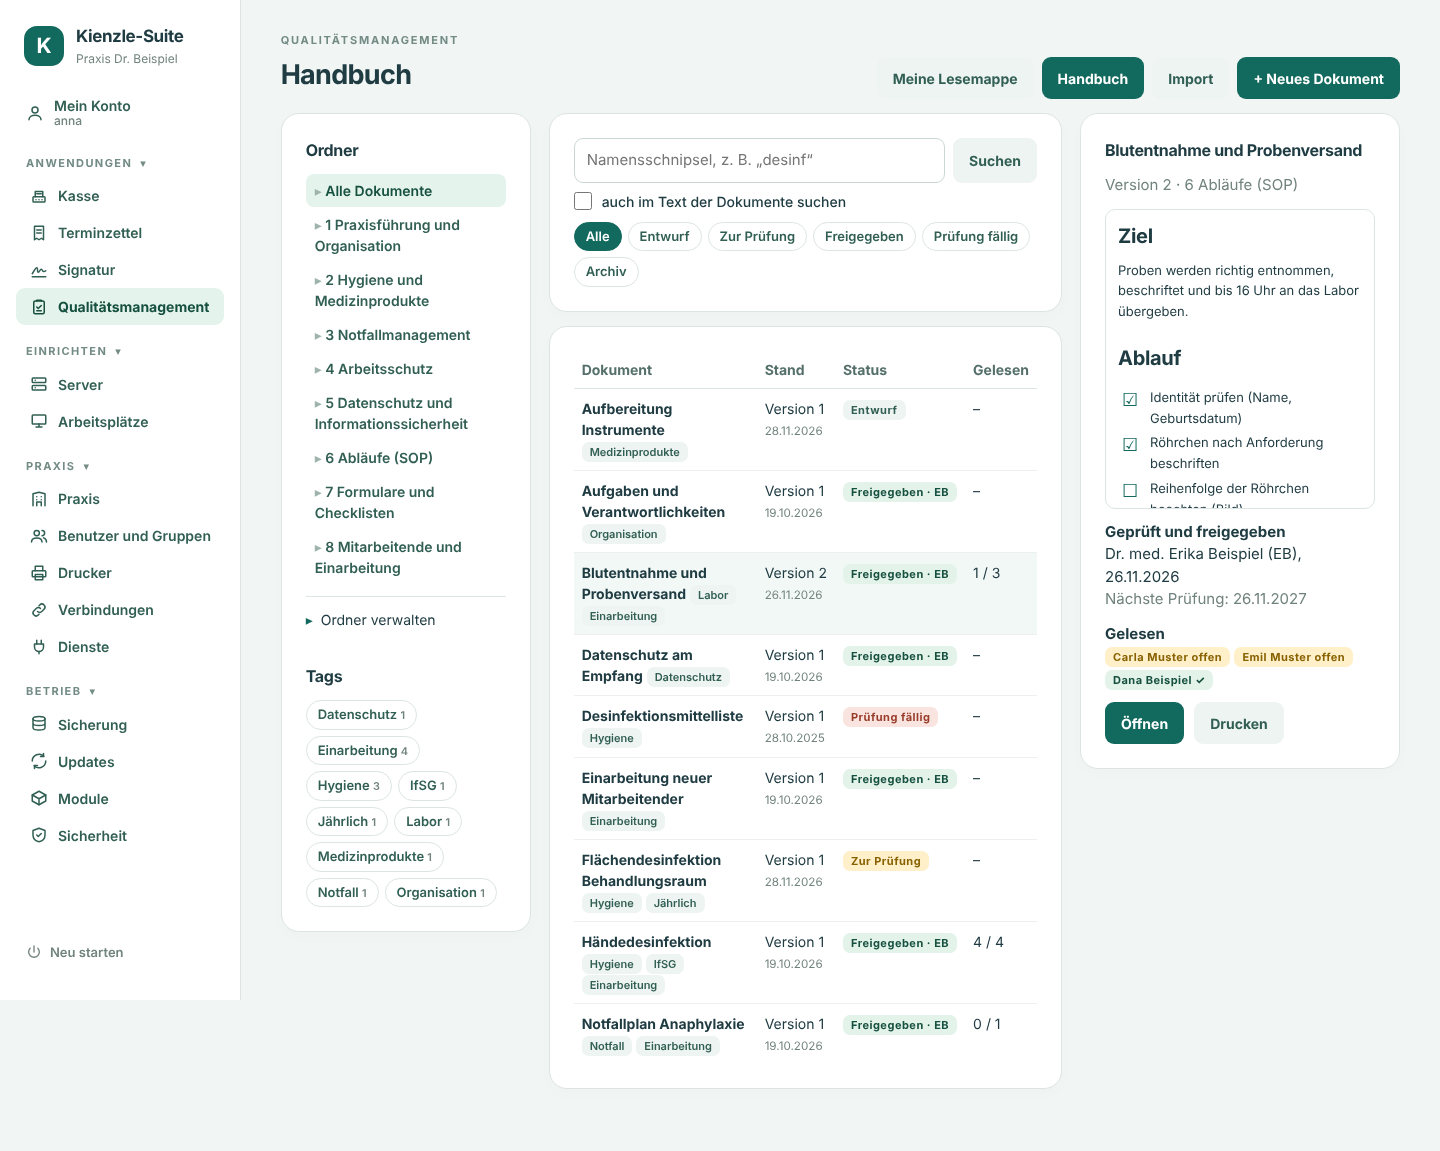 K
Kienzle-Suite
Praxis Dr. Beispiel
Mein Konto
anna
ANWENDUNGEN ▾
Kasse
Terminzettel
Signatur
Qualitätsmanagement
EINRICHTEN ▾
Server
Arbeitsplätze
PRAXIS ▾
Praxis
Benutzer und Gruppen
Drucker
Verbindungen
Dienste
BETRIEB ▾
Sicherung
Updates
Module
Sicherheit
Neu starten
QUALITÄTSMANAGEMENT
Handbuch
Meine Lesemappe
Handbuch
Import
+ Neues Dokument
Ordner
▸ Alle Dokumente
▸ 1 Praxisführung und
Organisation
▸ 2 Hygiene und
Medizinprodukte
▸ 3 Notfallmanagement
▸ 4 Arbeitsschutz
▸ 5 Datenschutz und
Informationssicherheit
▸ 6 Abläufe (SOP)
▸ 7 Formulare und
Checklisten
▸ 8 Mitarbeitende und
Einarbeitung
▸ Ordner verwalten
Tags
Datenschutz 1
Einarbeitung 4
Hygiene 3 IfSG 1
Jährlich 1 Labor 1
Medizinprodukte 1
Notfall 1 Organisation 1
Namensschnipsel, z. B. „desinf“
Suchen
auch im Text der Dokumente suchen
Alle Entwurf Zur Prüfung Freigegeben Prüfung fällig
Archiv
Dokument Stand Status Gelesen
Aufbereitung Version 1 Entwurf –
Instrumente 28.11.2026
Medizinprodukte
Aufgaben und Version 1 Freigegeben · EB –
Verantwortlichkeiten 19.10.2026
Organisation
Blutentnahme und Version 2 Freigegeben · EB 1 / 3
Probenversand Labor 26.11.2026
Einarbeitung
Datenschutz am Version 1 Freigegeben · EB –
Empfang Datenschutz 19.10.2026
Desinfektionsmittelliste Version 1 Prüfung fällig –
Hygiene 28.10.2025
Einarbeitung neuer Version 1 Freigegeben · EB –
Mitarbeitender 19.10.2026
Einarbeitung
Flächendesinfektion Version 1 Zur Prüfung –
Behandlungsraum 28.11.2026
Hygiene Jährlich
Händedesinfektion Version 1 Freigegeben · EB 4 / 4
Hygiene IfSG 19.10.2026
Einarbeitung
Notfallplan Anaphylaxie Version 1 Freigegeben · EB 0 / 1
Notfall Einarbeitung 19.10.2026
Blutentnahme und Probenversand
Version 2 · 6 Abläufe (SOP)
Ziel
Proben werden richtig entnommen,
beschriftet und bis 16 Uhr an das Labor
übergeben.
Ablauf
☑ Identität prüfen (Name,
Geburtsdatum)
☑ Röhrchen nach Anforderung
beschriften
☐ Reihenfolge der Röhrchen
beachten (Bild)
Geprüft und freigegeben
Dr. med. Erika Beispiel (EB),
26.11.2026
Nächste Prüfung: 26.11.2027
Gelesen
Carla Muster offen Emil Muster offen
Dana Beispiel ✓
Öffnen Drucken